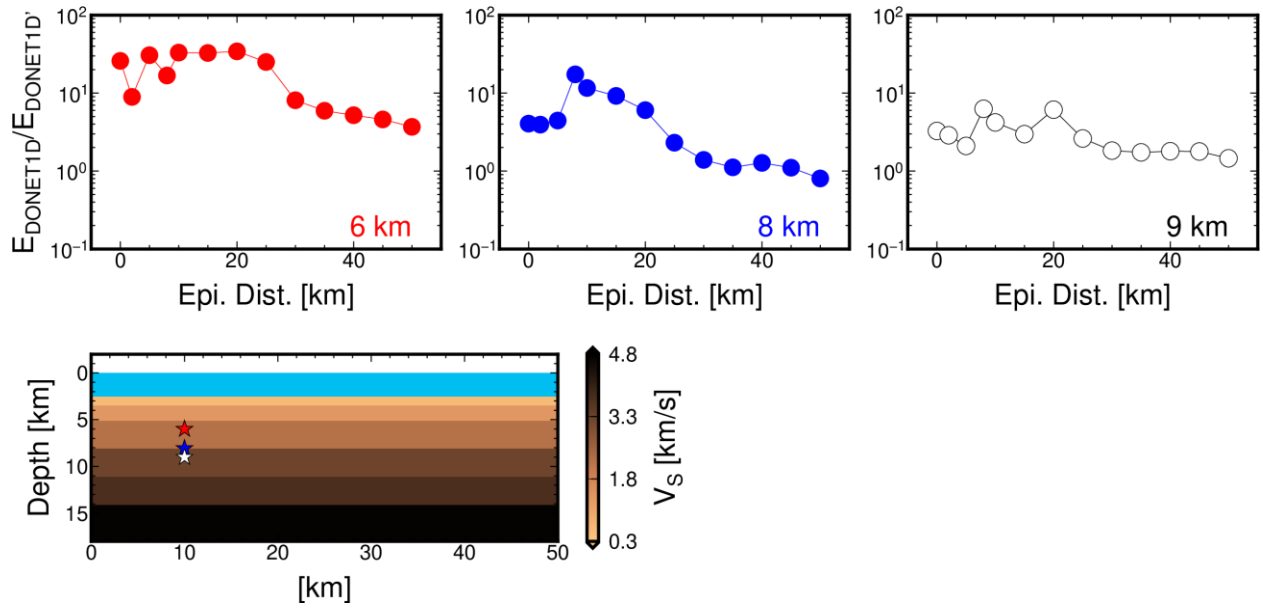 E_DONET1D/E_DONET1D'
10²
10¹
10⁰
10⁻¹
0 20 40
Epi. Dist. [km]
6 km
10²
10¹
10⁰
10⁻¹
0 20 40
Epi. Dist. [km]
8 km
10²
10¹
10⁰
10⁻¹
0 20 40
Epi. Dist. [km]
9 km
Depth [km]
0
5
10
15
0 10 20 30 40 50
[km]
4.8
3.3
1.8
0.3
V_S [km/s]